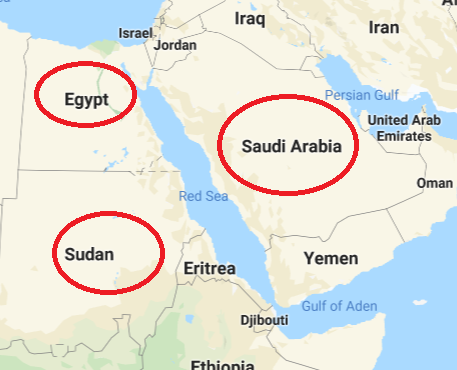 Iraq
Iran
Israel
Jordan
Egypt
Persian Gulf
United Arab
Emirates
Saudi Arabia
Oman
Red Sea
Sudan
Eritrea
Yemen
Gulf of Aden
Djibouti
Ethiopia